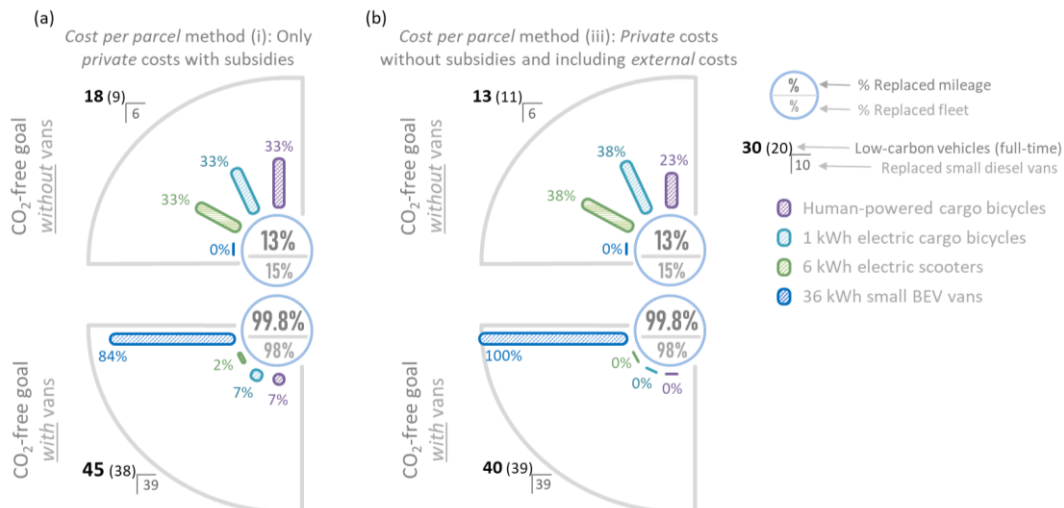 (a)
Cost per parcel method (i): Only
private costs with subsidies
18 (9)
6
CO₂-free goal
without vans
33%
33%
33%
0%
13%
15%
99.8%
98%
84%
2%
7%
7%
CO₂-free goal
with vans
45 (38)
39
(b)
Cost per parcel method (iii): Private costs
without subsidies and including external costs
13 (11)
6
CO₂-free goal
without vans
38%
23%
38%
0%
13%
15%
99.8%
98%
100%
0%
0%
0%
CO₂-free goal
with vans
40 (39)
39
%
% Replaced mileage
%
% Replaced fleet
30 (20)
Low-carbon vehicles (full-time)
10
Replaced small diesel vans
Human-powered cargo bicycles
1 kWh electric cargo bicycles
6 kWh electric scooters
36 kWh small BEV vans